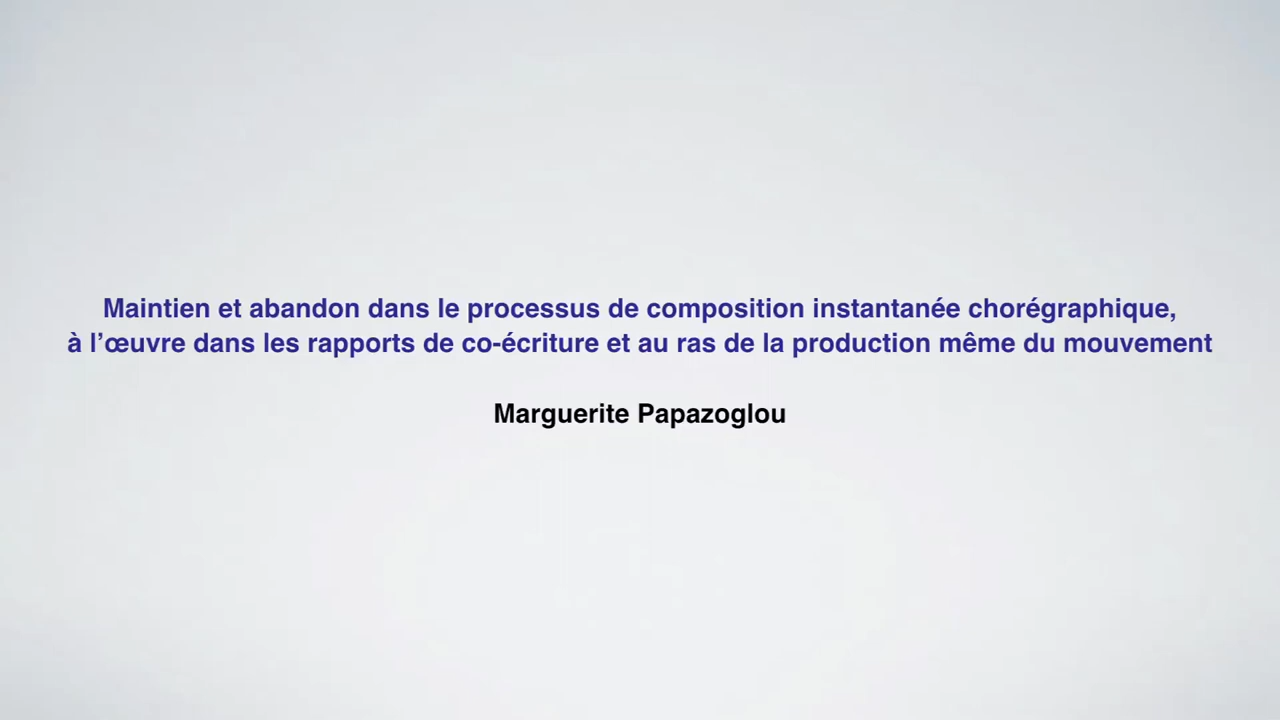 Maintien et abandon dans le processus de composition instantanée chorégraphique,
à l’œuvre dans les rapports de co-écriture et au ras de la production même du mouvement
Marguerite Papazoglou